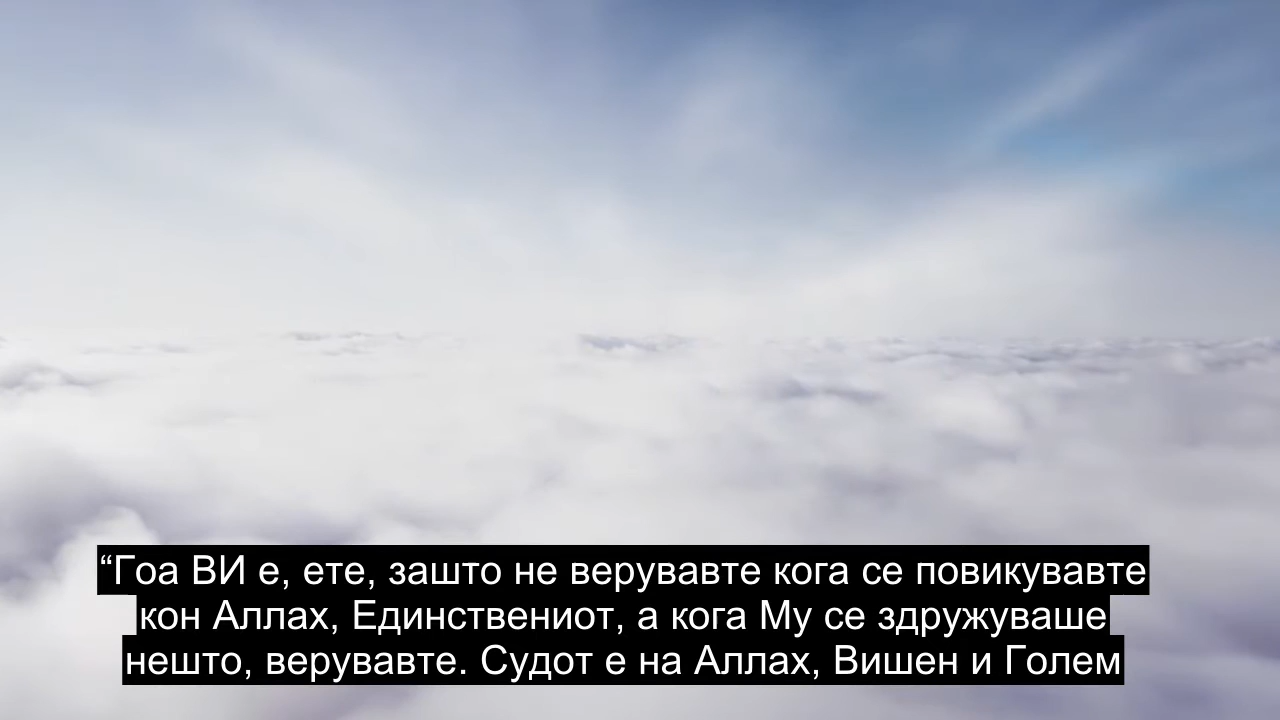 “Гоа ВИ е, ете, зашто не верувавте кога се повикувавте
кон Аллах, Единствениот, а кога Му се здружуваше
нешто, верувавте. Судот е на Аллах, Вишен и Голем